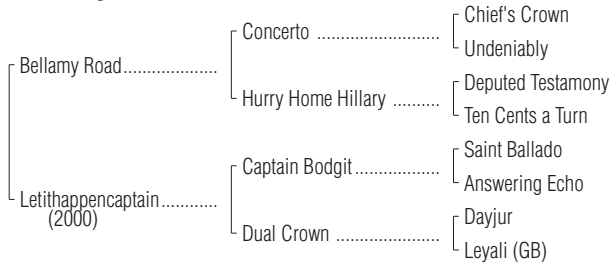 Chief's Crown
Concerto ........................
Undeniably
Bellamy Road....................
Deputed Testamony
Hurry Home Hillary ..........
Ten Cents a Turn
Saint Ballado
Captain Bodgit..................
Answering Echo
Letithappencaptain............
(2000)
Dayjur
Dual Crown ......................
Leyali (GB)